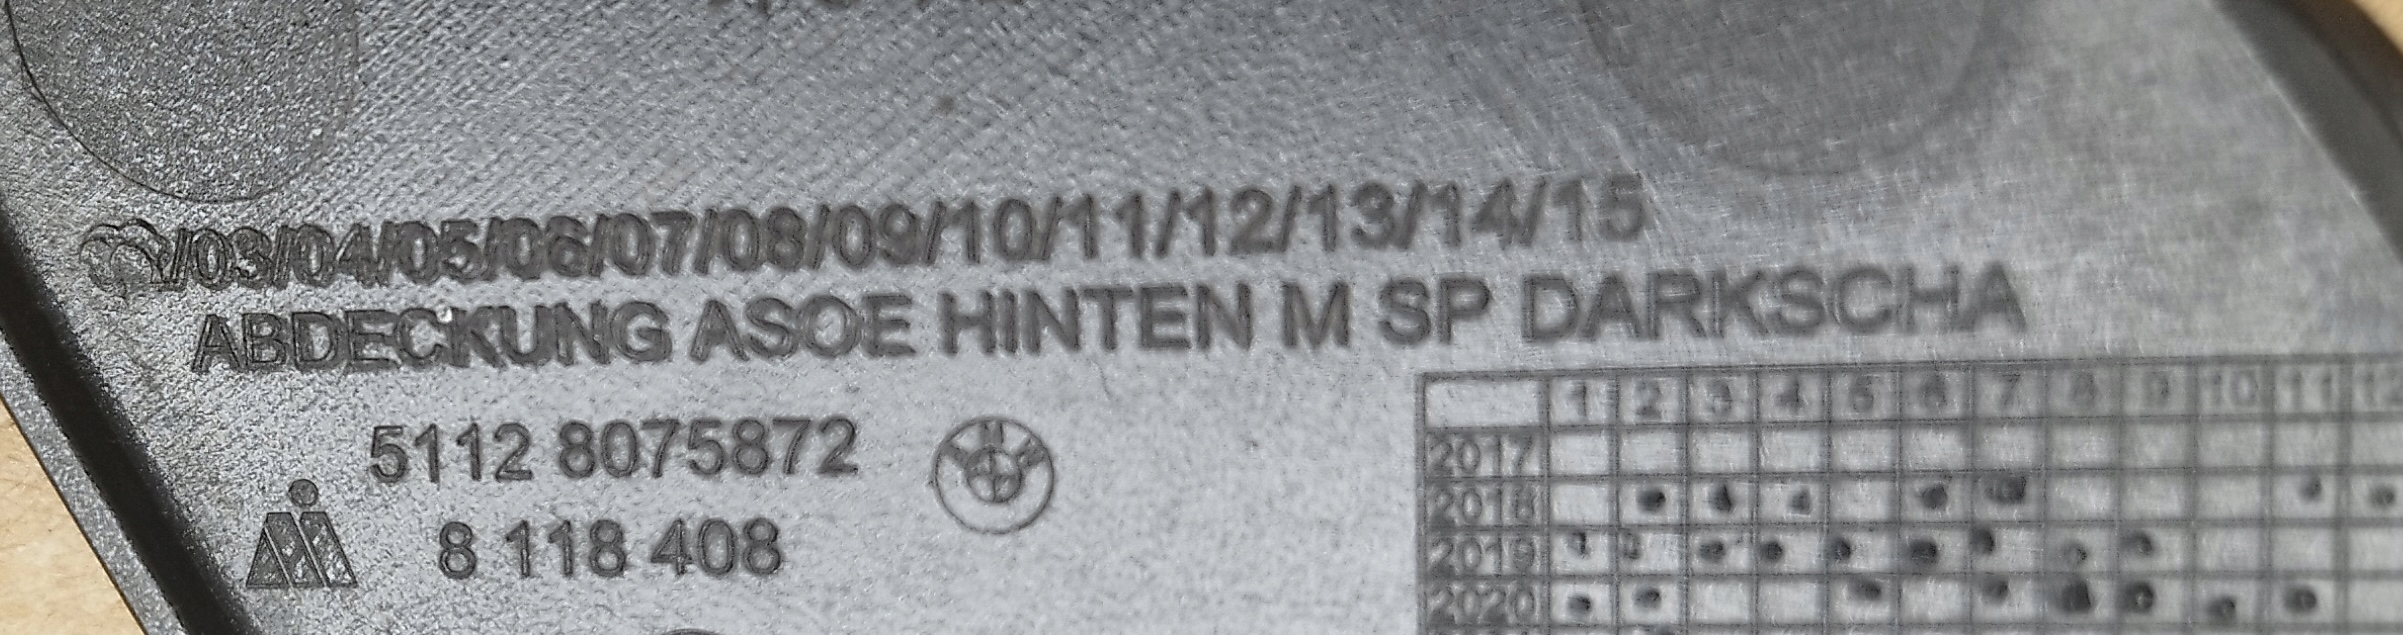 /03/04/05/06/07/08/09/10/11/12/13/14/15
ABDECKUNG ASOE HINTEN M SP DARKSCHA
5112 8075872
BMW
8 118 408
1 2 3 4 5 6 7 8 9 10 11 12
2017
2018
2019
2020